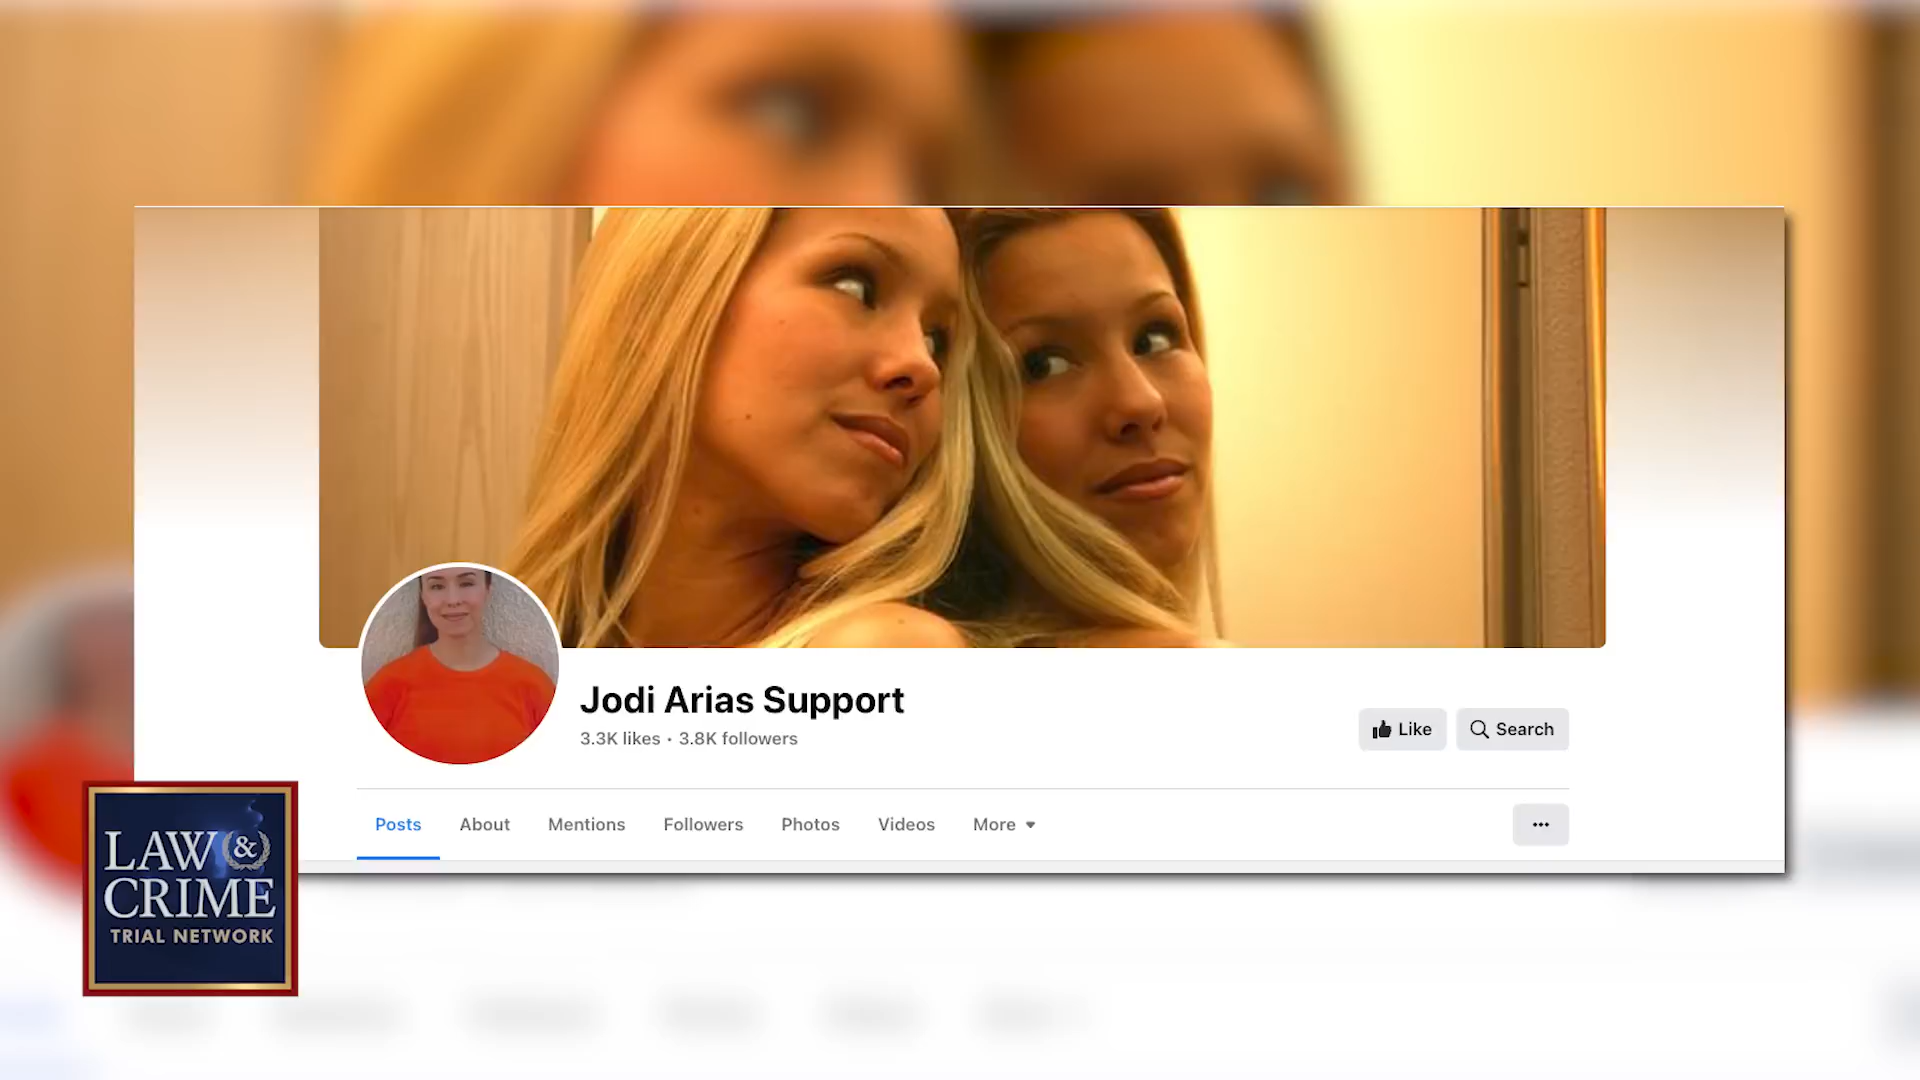 Jodi Arias Support
3.3K likes • 3.8K followers
Like
Search
Posts
About
Mentions
Followers
Photos
Videos
More
LAW &
CRIME
TRIAL NETWORK